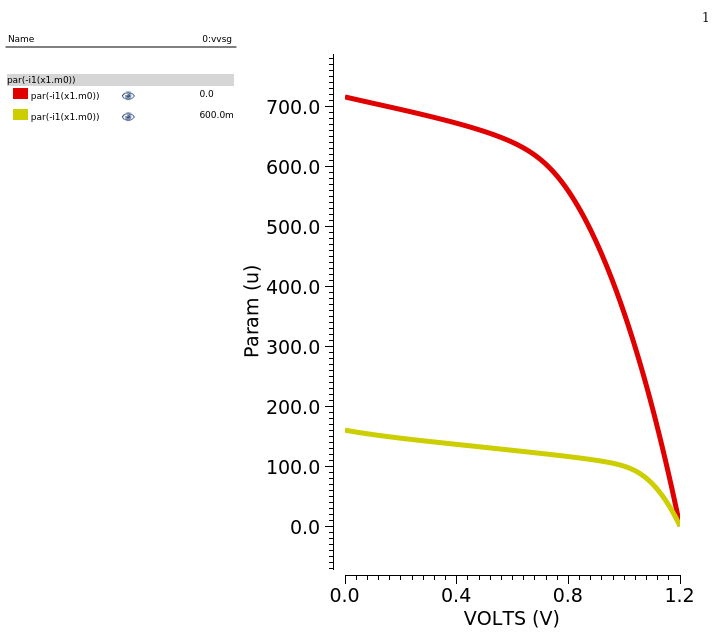 1
Name 0:vvsg
par(-i1(x1.m0))
par(-i1(x1.m0)) 0.0
par(-i1(x1.m0)) 600.0m
700.0
600.0
500.0
400.0
300.0
200.0
100.0
0.0
Param (u)
0.0 0.4 0.8 1.2
VOLTS (V)